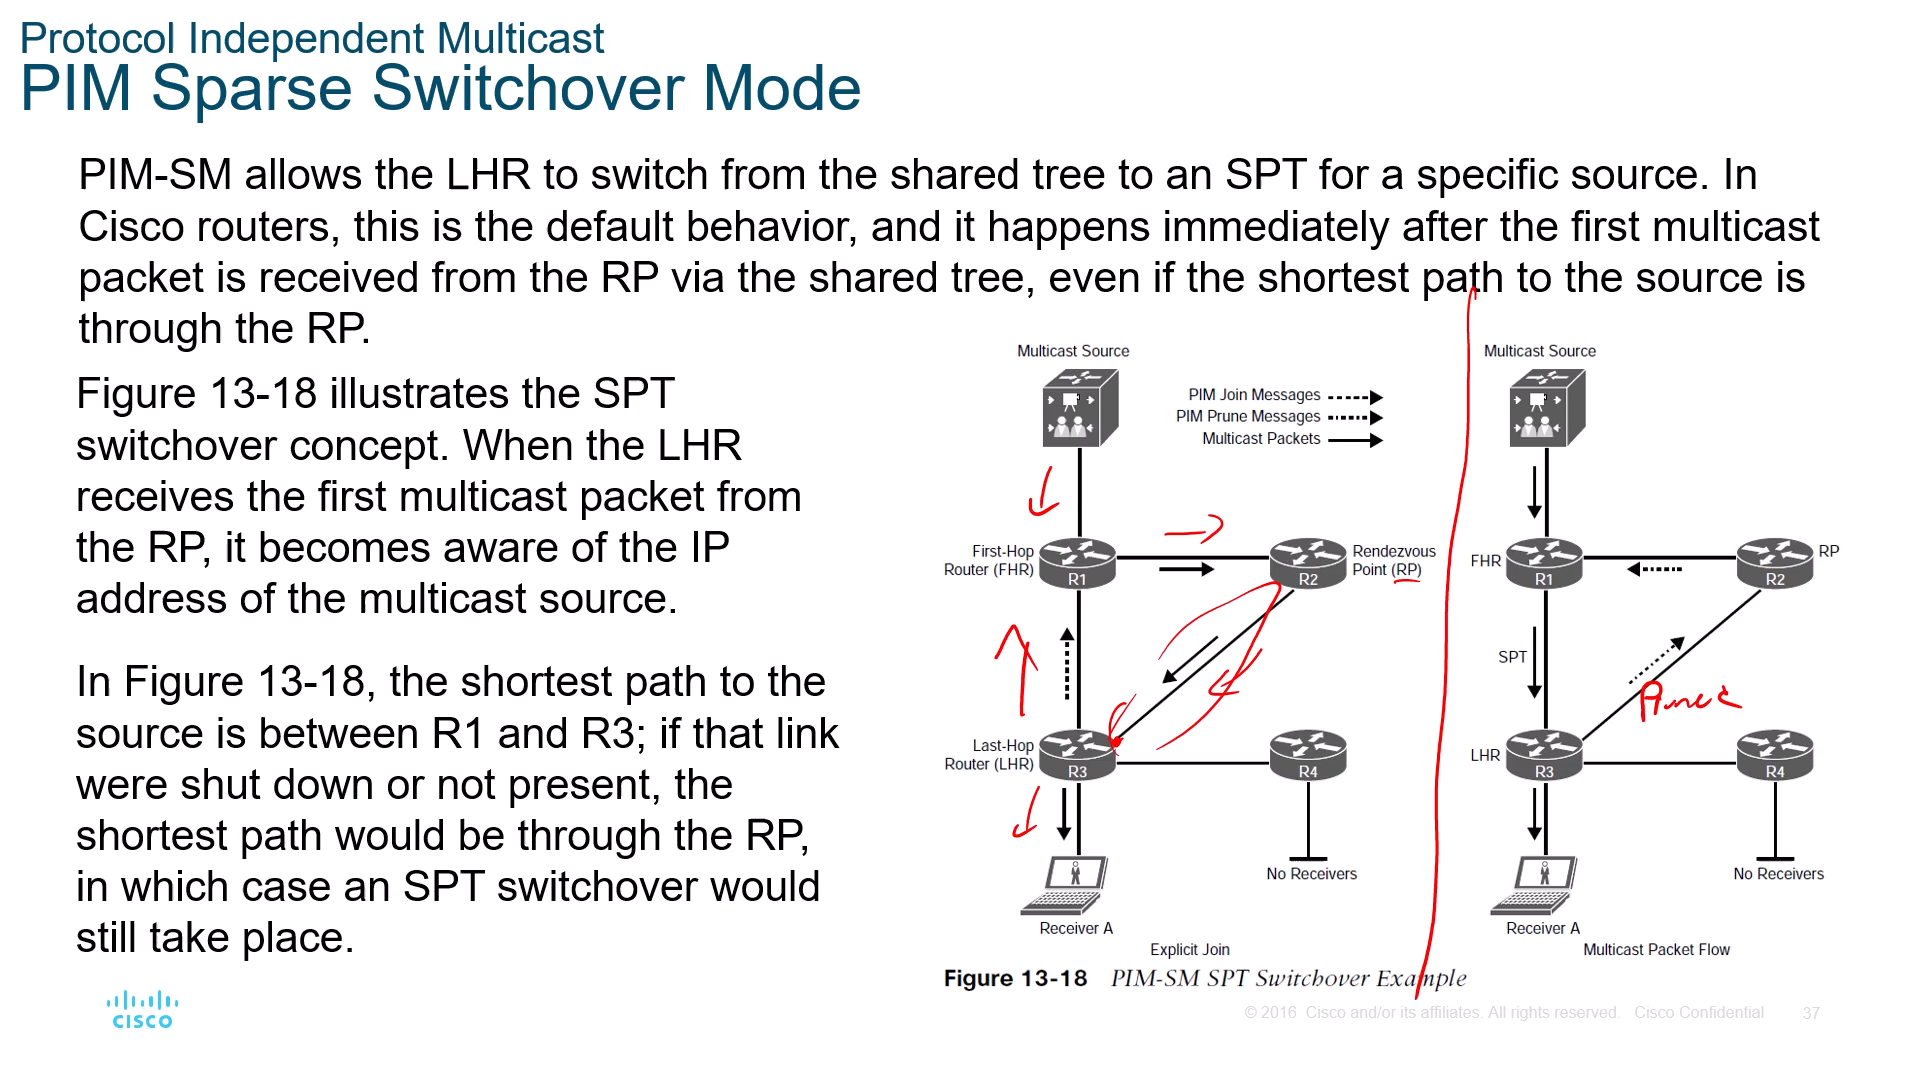 Protocol Independent Multicast
PIM Sparse Switchover Mode
PIM-SM allows the LHR to switch from the shared tree to an SPT for a specific source. In
Cisco routers, this is the default behavior, and it happens immediately after the first multicast
packet is received from the RP via the shared tree, even if the shortest path to the source is
through the RP.
Figure 13-18 illustrates the SPT
switchover concept. When the LHR
receives the first multicast packet from
the RP, it becomes aware of the IP
address of the multicast source.
In Figure 13-18, the shortest path to the
source is between R1 and R3; if that link
were shut down or not present, the
shortest path would be through the RP,
in which case an SPT switchover would
still take place.
Multicast Source
PIM Join Messages
PIM Prune Messages
Multicast Packets
First-Hop
Router (FHR)
R1
R2
Rendezvous
Point (RP)
Last-Hop
Router (LHR)
R3
R4
No Receivers
Receiver A
Explicit Join
Multicast Source
FHR
R1
R2
RP
SPT
LHR
R3
R4
No Receivers
Receiver A
Multicast Packet Flow
Figure 13-18 PIM-SM SPT Switchover Example
CISCO
© 2016 Cisco and/or its affiliates. All rights reserved. Cisco Confidential
37